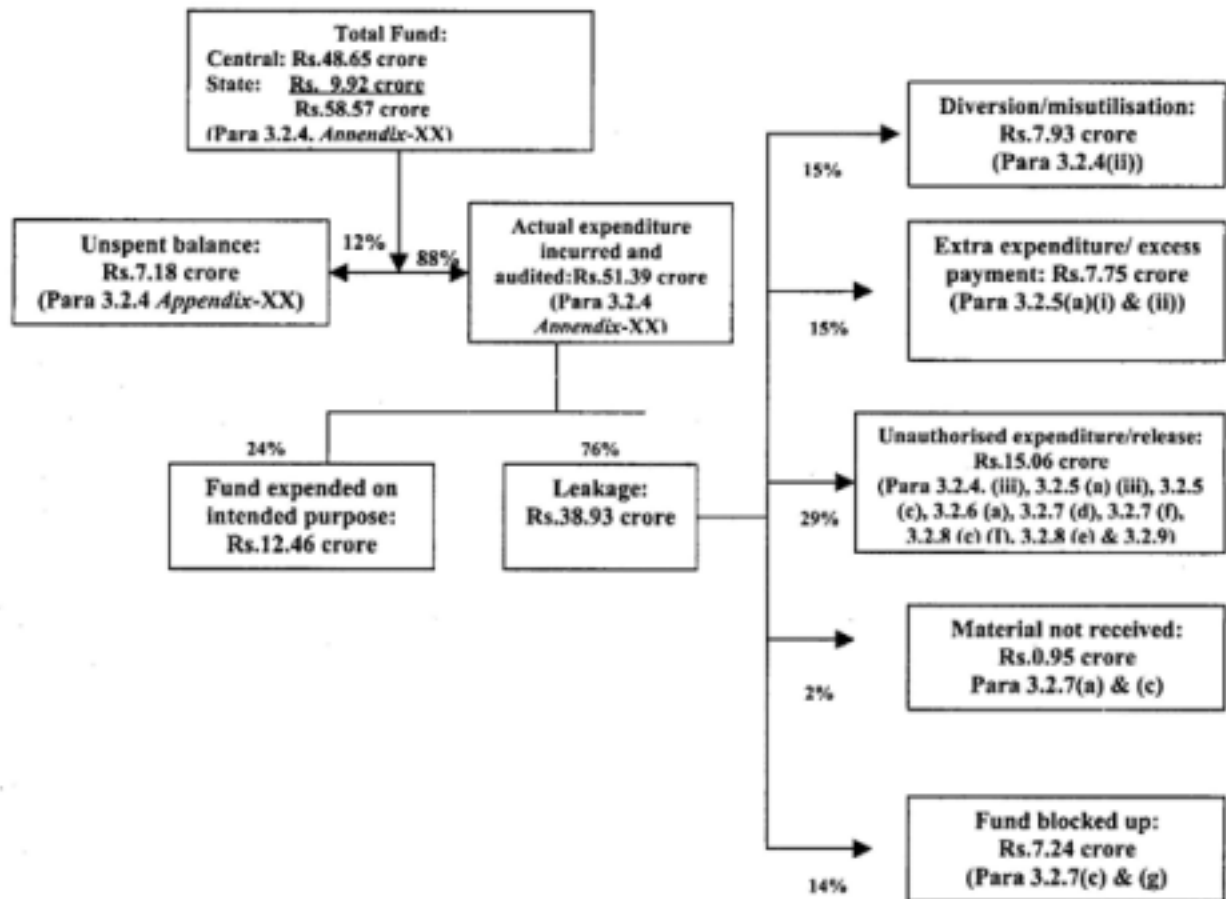 Total Fund:
Central: Rs.48.65 crore
State: Rs. 9.92 crore
Rs.58.57 crore
(Para 3.2.4. Annendix-XX)
Unspent balance:
Rs.7.18 crore
(Para 3.2.4 Appendix-XX)
12%
88%
Actual expenditure
incurred and
audited:Rs.51.39 crore
(Para 3.2.4
Annendix-XX)
24%
Fund expended on
intended purpose:
Rs.12.46 crore
76%
Leakage:
Rs.38.93 crore
15%
Diversion/misutilisation:
Rs.7.93 crore
(Para 3.2.4(ii))
15%
Extra expenditure/ excess
payment: Rs.7.75 crore
(Para 3.2.5(a)(i) & (ii))
29%
Unauthorised expenditure/release:
Rs.15.06 crore
(Para 3.2.4. (iii), 3.2.5 (a) (iii), 3.2.5
(c), 3.2.6 (a), 3.2.7 (d), 3.2.7 (f),
3.2.8 (c) (I), 3.2.8 (e) & 3.2.9)
2%
Material not received:
Rs.0.95 crore
Para 3.2.7(a) & (c)
14%
Fund blocked up:
Rs.7.24 crore
(Para 3.2.7(e) & (g)